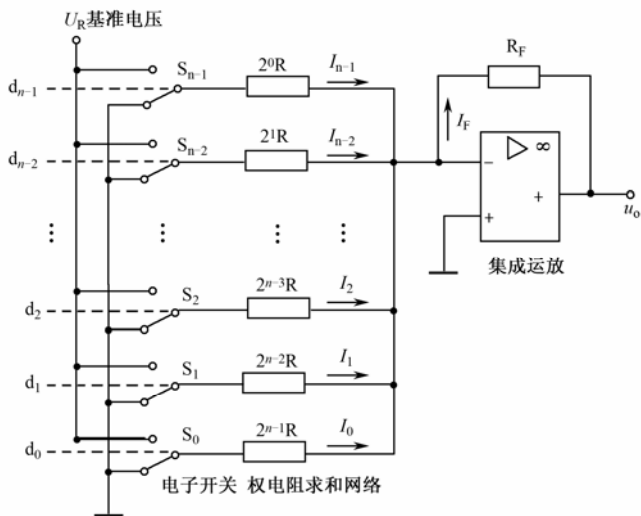 U_R基准电压
d_{n-1} S_{n-1} 2^0R I_{n-1} R_F
d_{n-2} S_{n-2} 2^1R I_{n-2} I_F ▷ ∞
− + +
u_o
⋮ ⋮ ⋮ ⋮ 集成运放
d_2 S_2 2^{n-3}R I_2
d_1 S_1 2^{n-2}R I_1
d_0 S_0 2^{n-1}R I_0
电子开关 权电阻求和网络